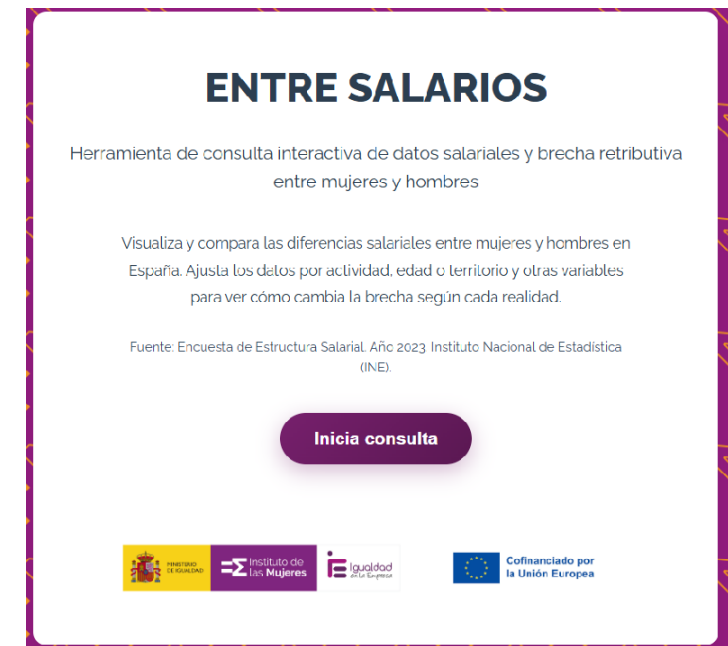 ENTRE SALARIOS
Herramienta de consulta interactiva de datos salariales y brecha retributiva
entre mujeres y hombres
Visualiza y compara las diferencias salariales entre mujeres y hombres en
España. Ajusta los datos por actividad, edad o territorio y otras variables
para ver cómo cambia la brecha según cada realidad.
Fuente: Encuesta de Estructura Salarial. Año 2023. Instituto Nacional de Estadística
(INE).
Inicia consulta
MINISTERIO
DE IGUALDAD
Instituto de
las Mujeres
Igualdad
en la Empresa
Cofinanciado por
la Unión Europea